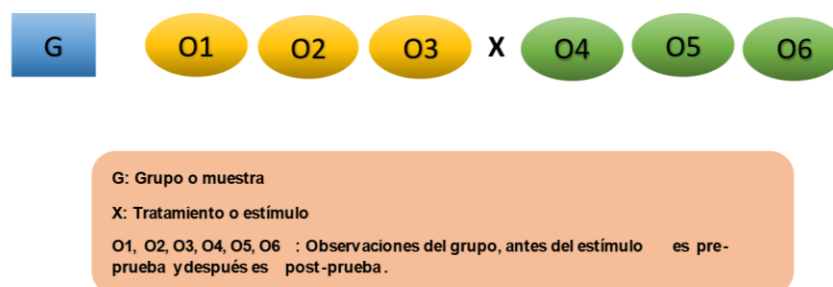 G O1 O2 O3 X O4 O5 O6
G: Grupo o muestra
X: Tratamiento o estímulo
O1, O2, O3, O4, O5, O6 : Observaciones del grupo, antes del estímulo es pre-
prueba y después es post-prueba.